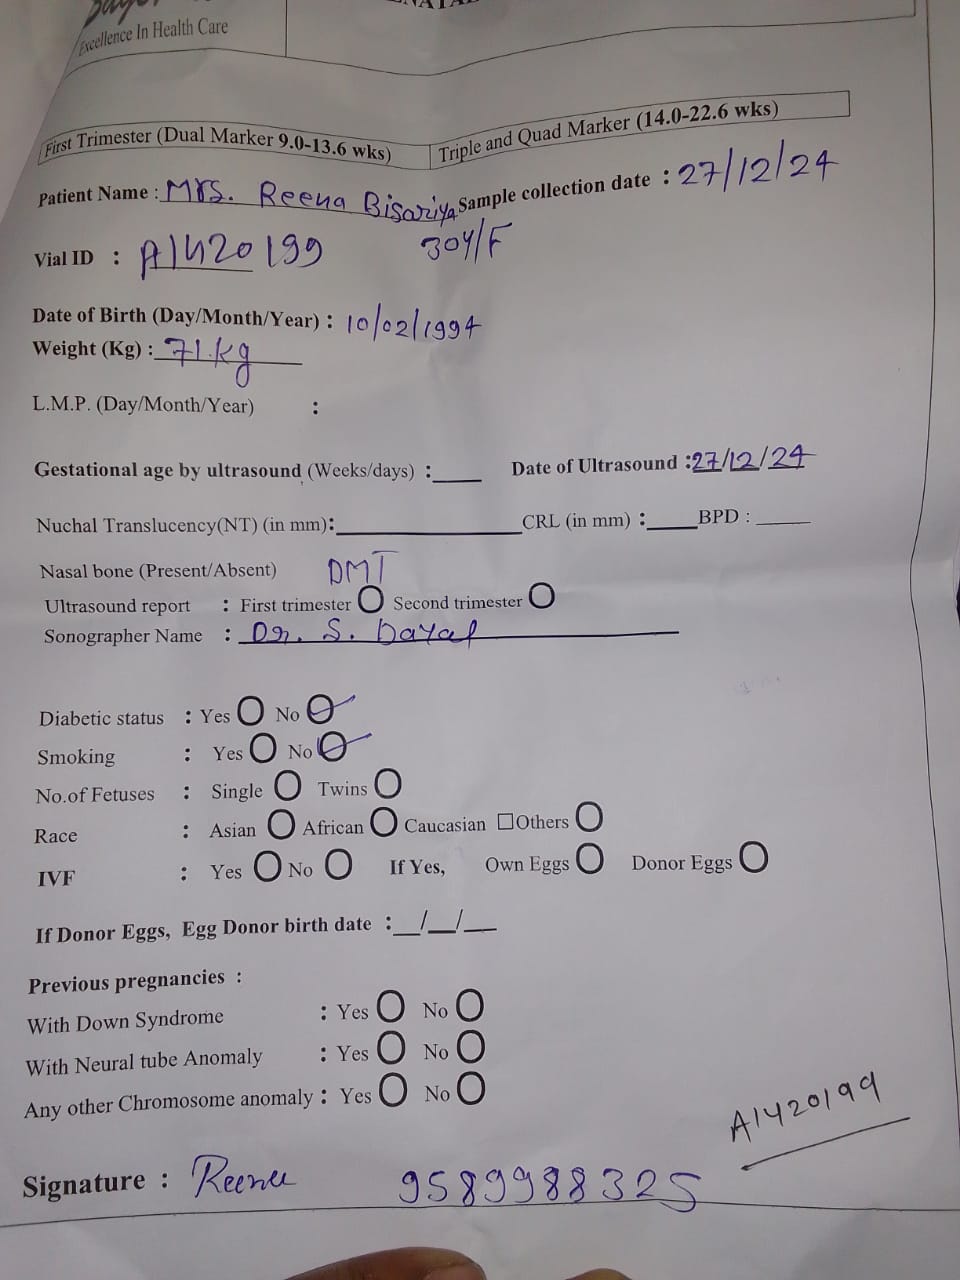 Excellence In Health Care
First Trimester (Dual Marker 9.0-13.6 wks) Triple and Quad Marker (14.0-22.6 wks)
Patient Name : Mrs. Reena Bisariya Sample collection date : 27/12/24
30Y/F
Vial ID : A1420199
Date of Birth (Day/Month/Year) : 10/02/1994
Weight (Kg) : 71.kg
L.M.P. (Day/Month/Year) :
Gestational age by ultrasound (Weeks/days) : Date of Ultrasound : 27/12/24
Nuchal Translucency(NT) (in mm): CRL (in mm) : BPD :
Nasal bone (Present/Absent) DMT
Ultrasound report : First trimester Second trimester
Sonographer Name : Dr. S. Dayal
Diabetic status : Yes No
Smoking : Yes No
No.of Fetuses : Single Twins
Race : Asian African Caucasian Others
IVF : Yes No If Yes, Own Eggs Donor Eggs
If Donor Eggs, Egg Donor birth date : __/__/__
Previous pregnancies :
With Down Syndrome : Yes No
With Neural tube Anomaly : Yes No
Any other Chromosome anomaly : Yes No
A1420199
Signature : Reena 9589988325